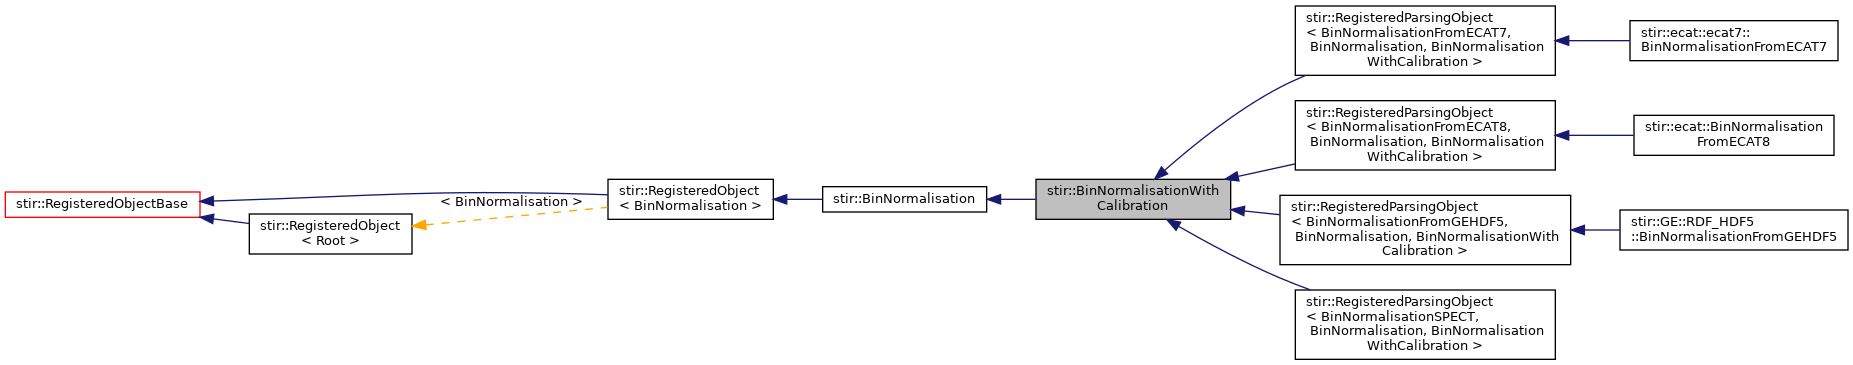 stir::RegisteredObjectBase
stir::RegisteredObject
< Root >
< BinNormalisation >
stir::RegisteredObject
< BinNormalisation >
stir::BinNormalisation
stir::BinNormalisationWith
Calibration
stir::RegisteredParsingObject
< BinNormalisationFromECAT7,
BinNormalisation, BinNormalisation
WithCalibration >
stir::ecat::ecat7::
BinNormalisationFromECAT7
stir::RegisteredParsingObject
< BinNormalisationFromECAT8,
BinNormalisation, BinNormalisation
WithCalibration >
stir::ecat::BinNormalisation
FromECAT8
stir::RegisteredParsingObject
< BinNormalisationFromGEHDF5,
BinNormalisation, BinNormalisationWith
Calibration >
stir::GE::RDF_HDF5
::BinNormalisationFromGEHDF5
stir::RegisteredParsingObject
< BinNormalisationSPECT,
BinNormalisation, BinNormalisation
WithCalibration >